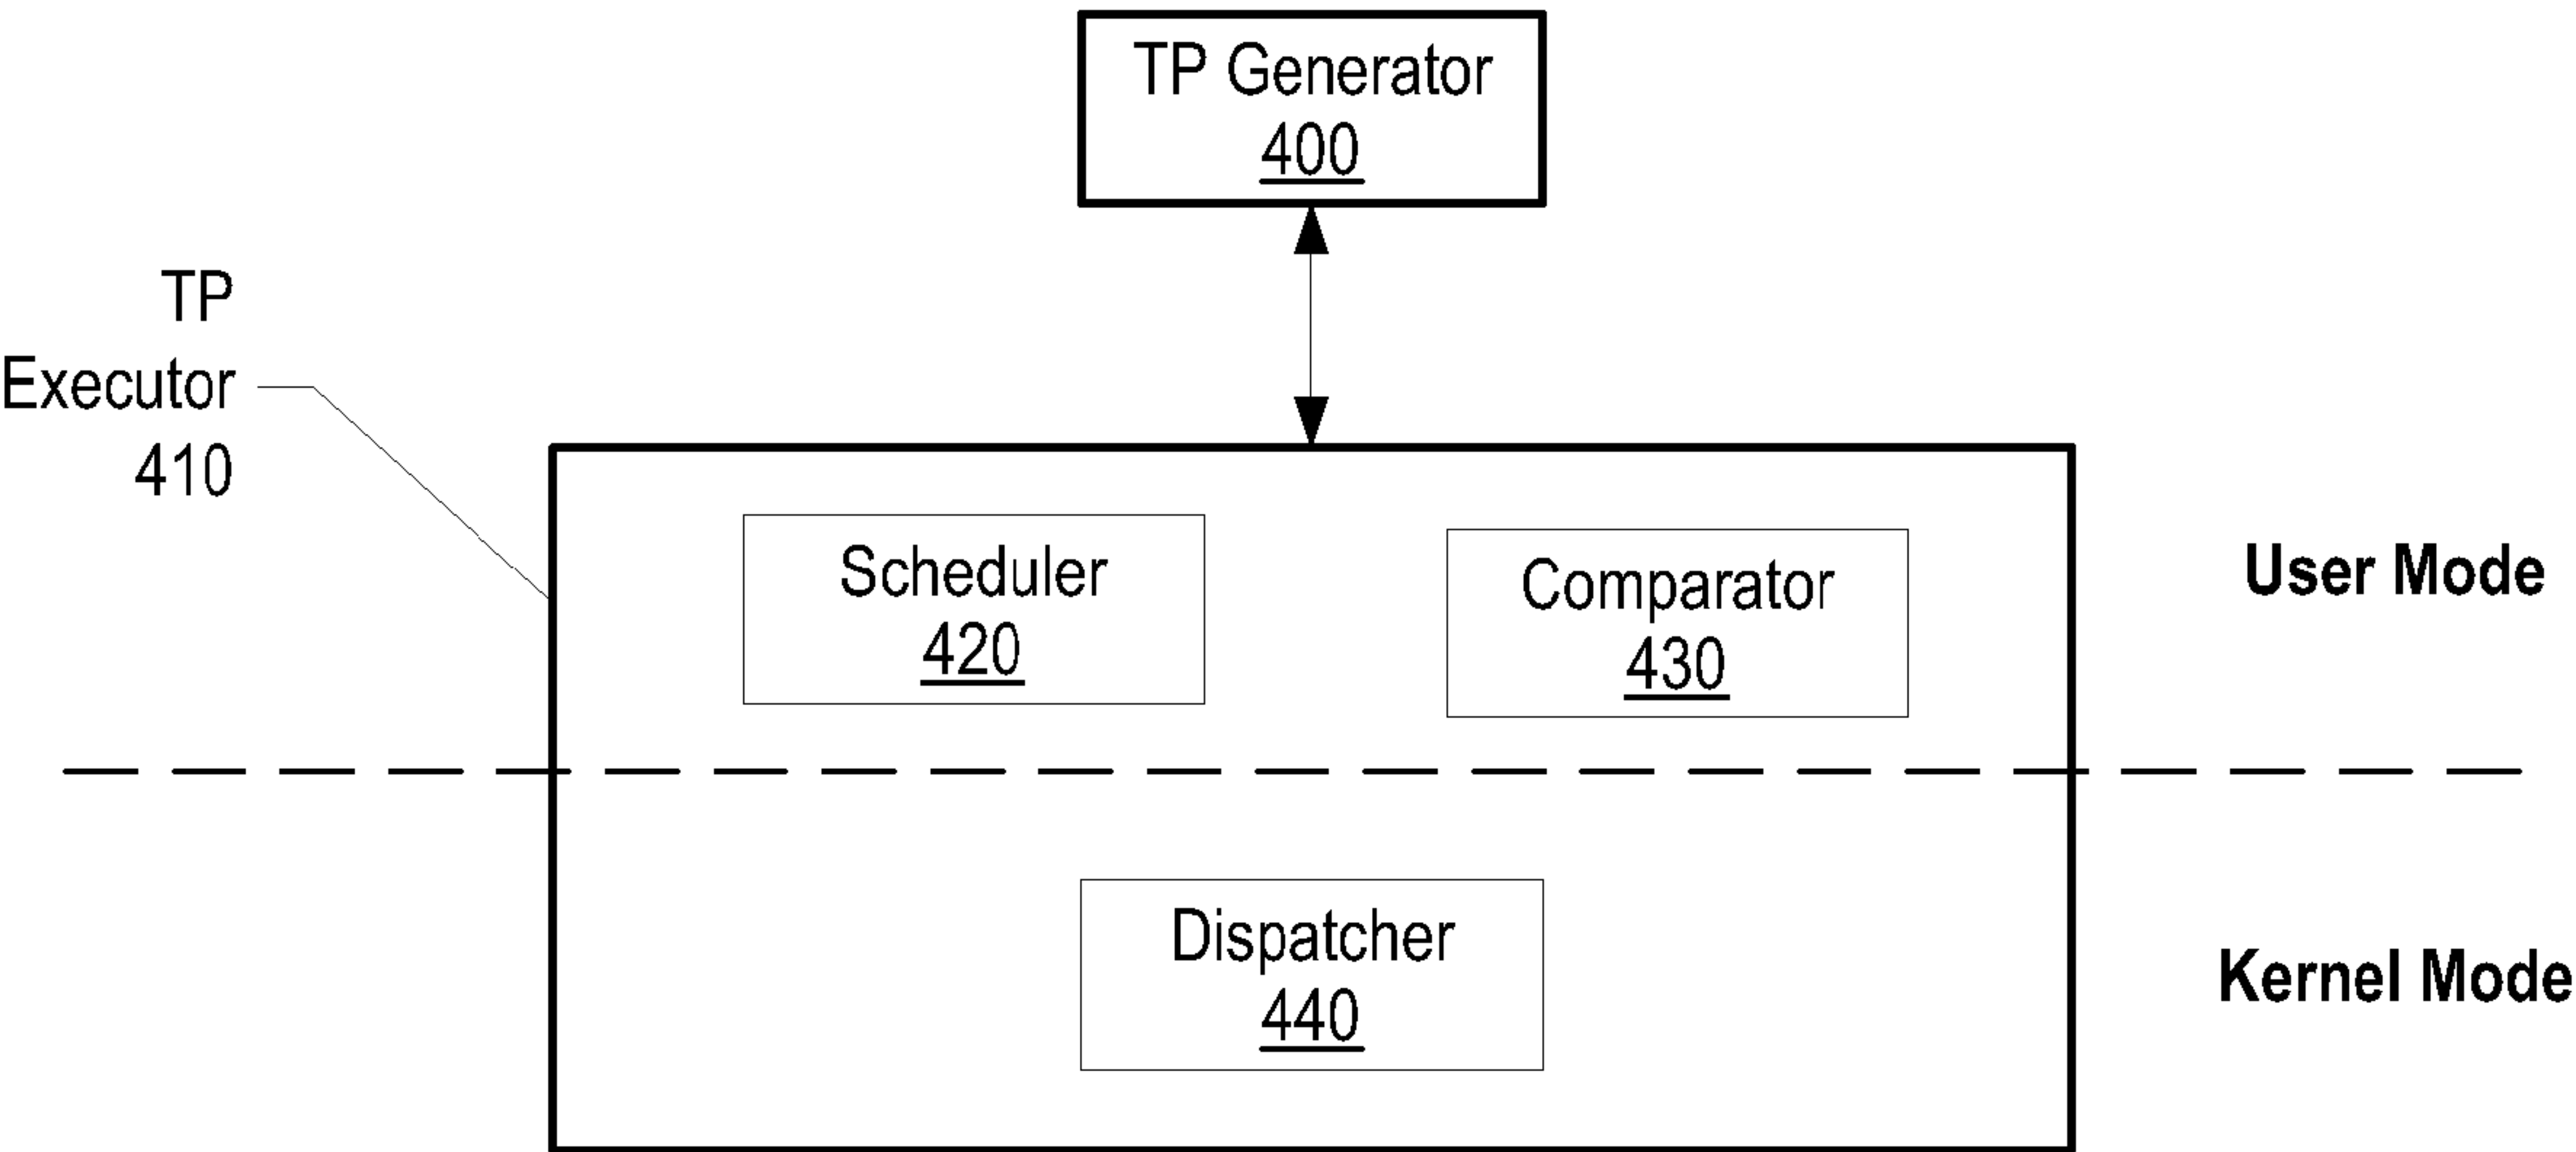 TP Generator
400
TP
Executor
410
Scheduler
420
Comparator
430
User Mode
Dispatcher
440
Kernel Mode